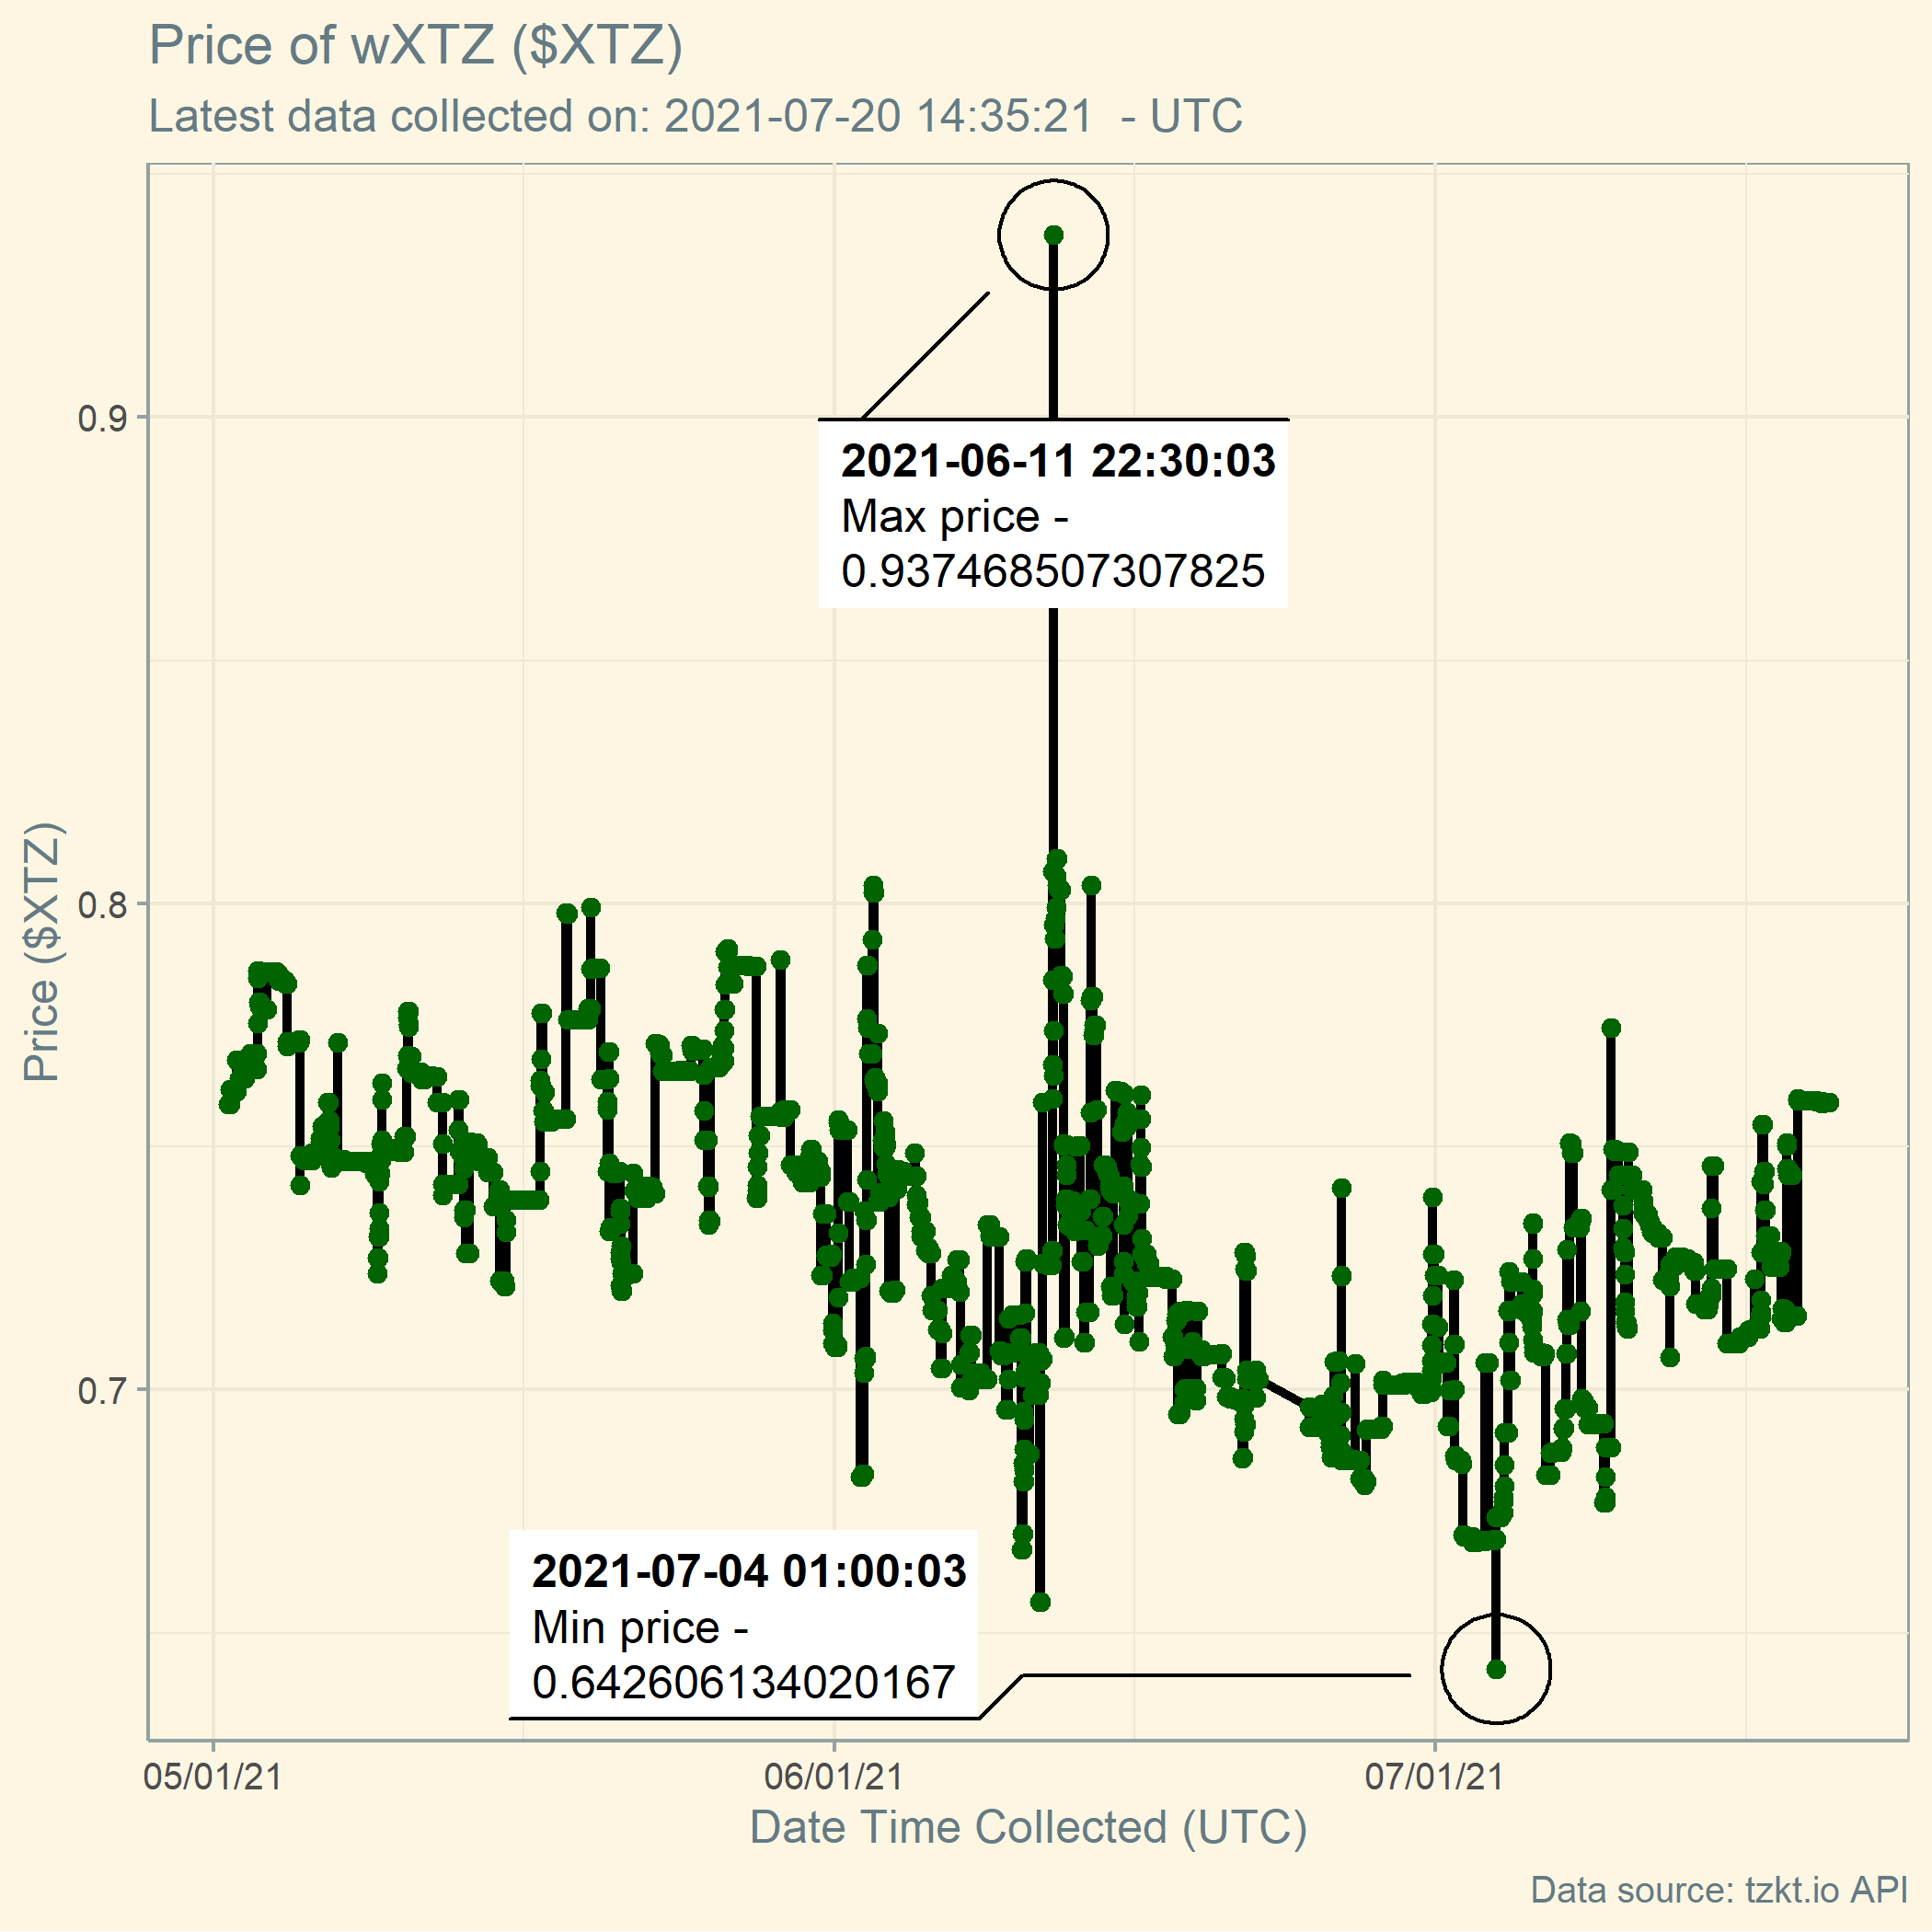 Price of wXTZ ($XTZ)
Latest data collected on: 2021-07-20 14:35:21  - UTC
Price ($XTZ)
0.9
0.8
0.7
2021-06-11 22:30:03
Max price -
0.937468507307825
2021-07-04 01:00:03
Min price -
0.642606134020167
05/01/21
06/01/21
07/01/21
Date Time Collected (UTC)
Data source: tzkt.io API